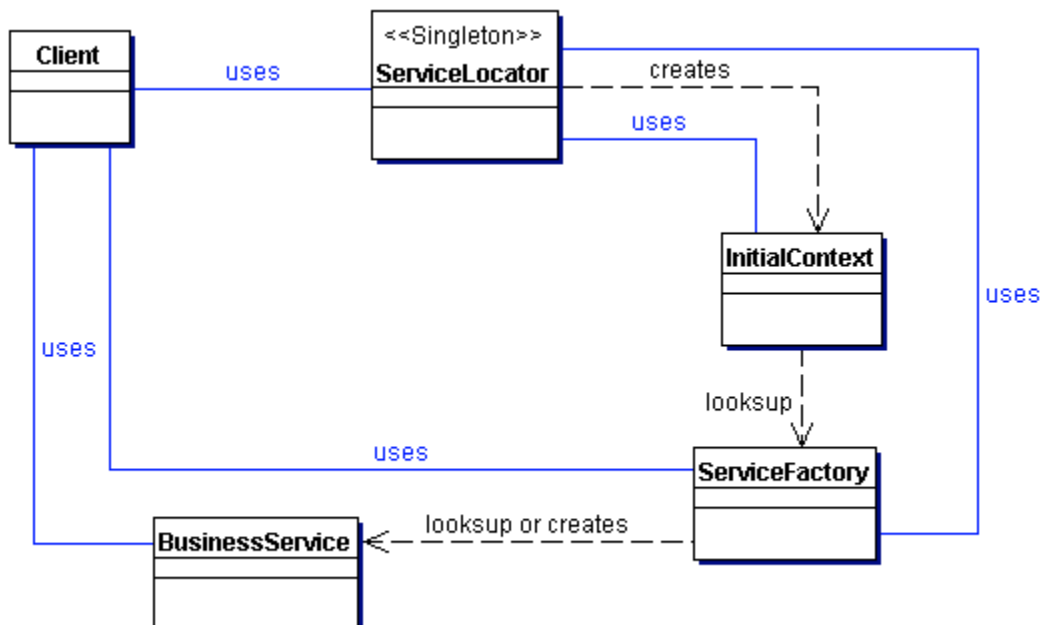 <<Singleton>>
Client
ServiceLocator
uses
creates
uses
InitialContext
uses
uses
looksup
uses
ServiceFactory
looksup or creates
BusinessService